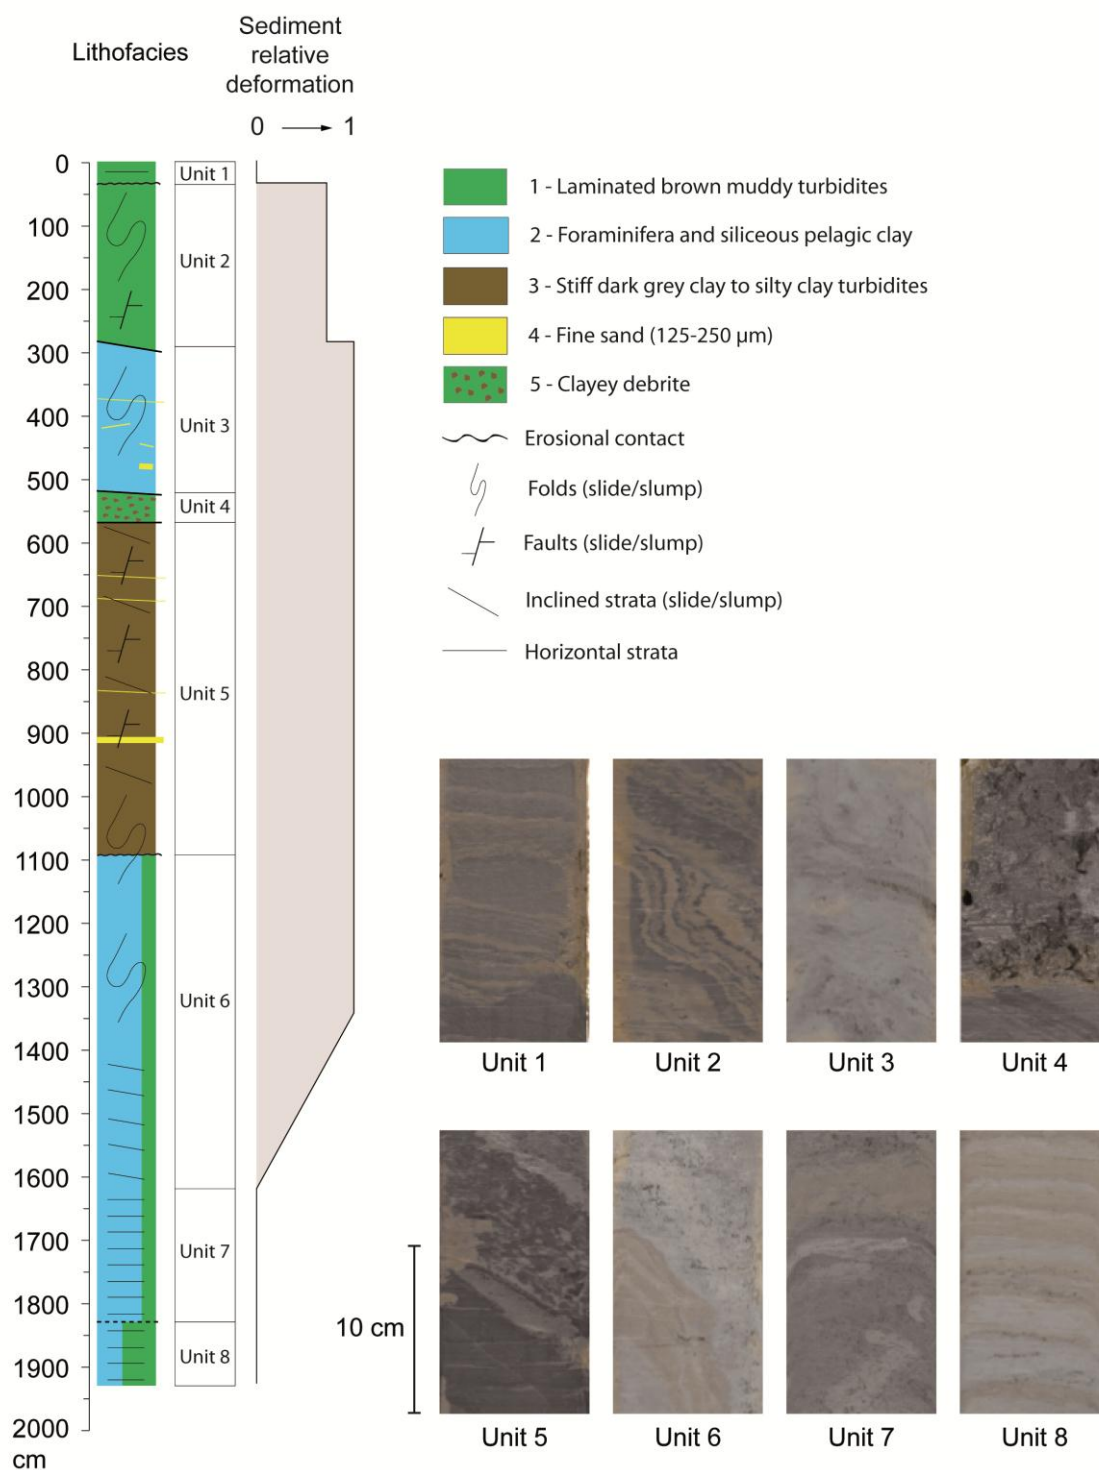 Lithofacies
Sediment
relative
deformation
0 → 1
0
100
200
300
400
500
600
700
800
900
1000
1100
1200
1300
1400
1500
1600
1700
1800
1900
2000
cm
Unit 1
Unit 2
Unit 3
Unit 4
Unit 5
Unit 6
Unit 7
Unit 8
1 - Laminated brown muddy turbidites
2 - Foraminifera and siliceous pelagic clay
3 - Stiff dark grey clay to silty clay turbidites
4 - Fine sand (125-250 µm)
5 - Clayey debrite
Erosional contact
Folds (slide/slump)
Faults (slide/slump)
Inclined strata (slide/slump)
Horizontal strata
Unit 1 Unit 2 Unit 3 Unit 4
10 cm
Unit 5 Unit 6 Unit 7 Unit 8